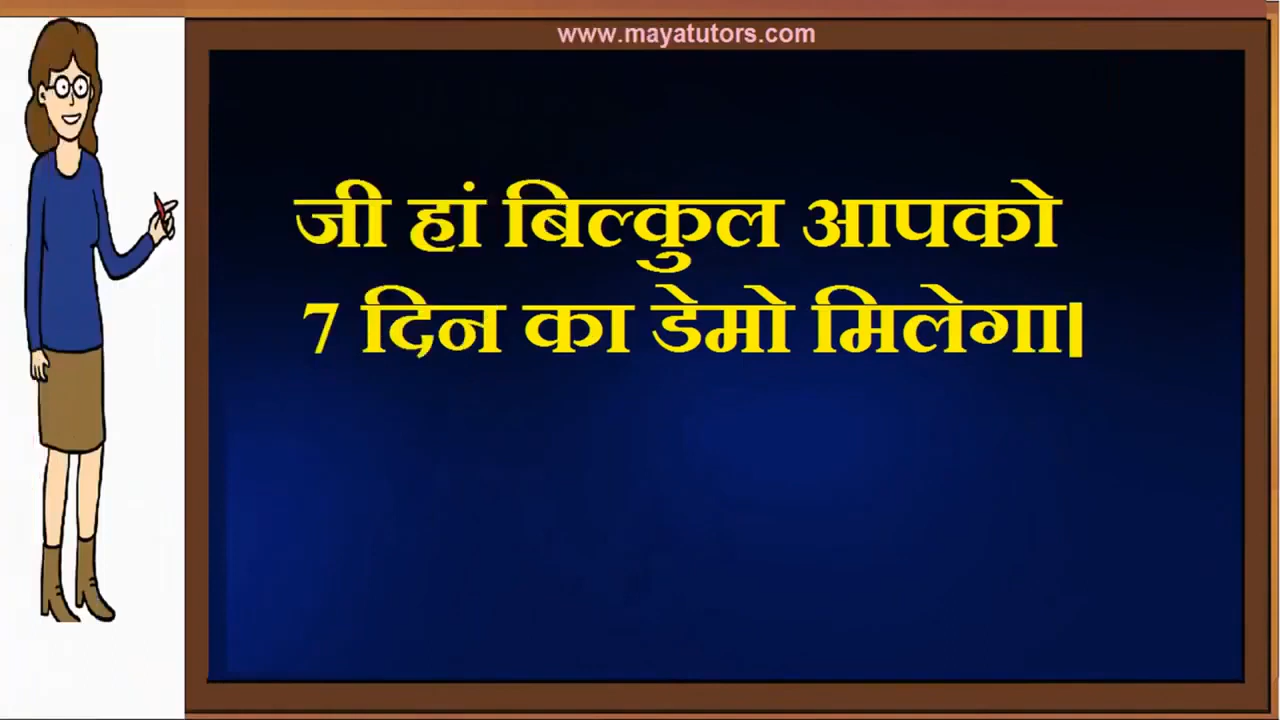 www.mayatutors.com
जी हां बिल्कुल आपको
7 दिन का डेमो मिलेगा।